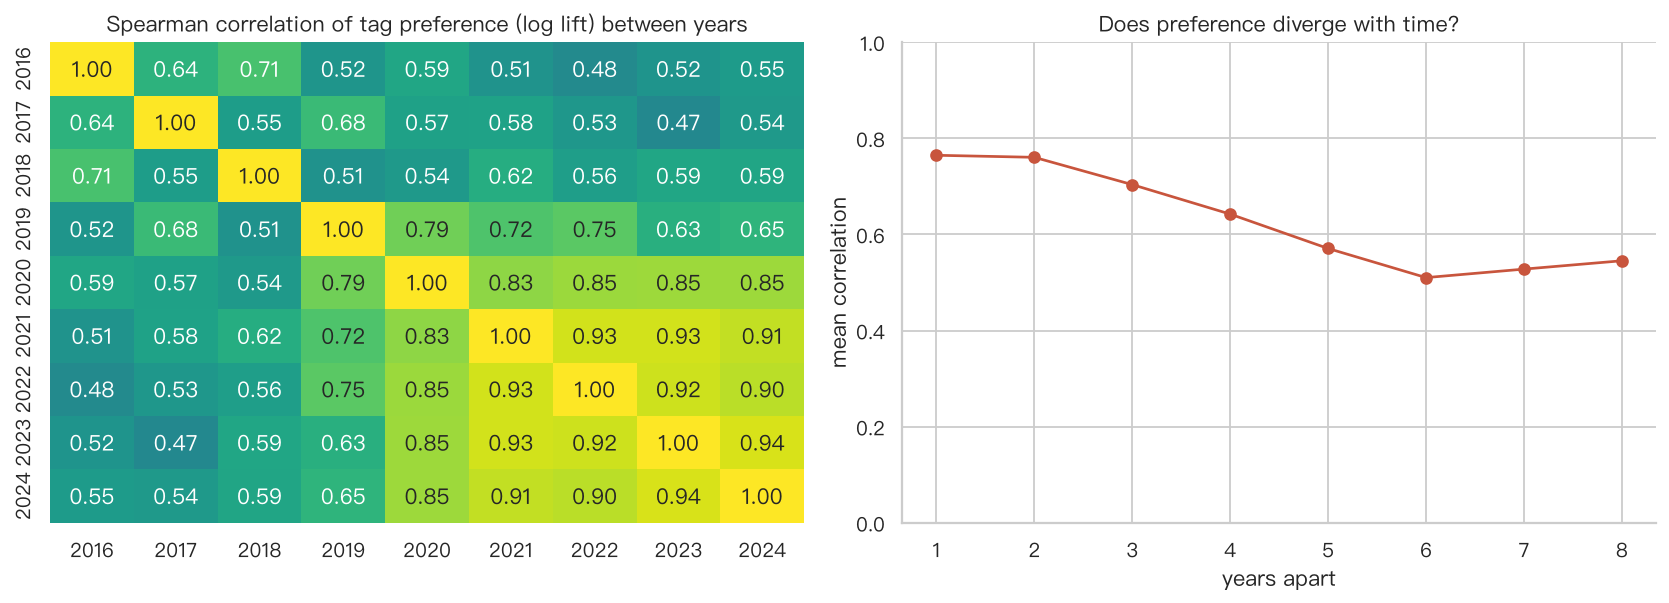 Spearman correlation of tag preference (log lift) between years
2016 1.00 0.64 0.71 0.52 0.59 0.51 0.48 0.52 0.55
2017 0.64 1.00 0.55 0.68 0.57 0.58 0.53 0.47 0.54
2018 0.71 0.55 1.00 0.51 0.54 0.62 0.56 0.59 0.59
2019 0.52 0.68 0.51 1.00 0.79 0.72 0.75 0.63 0.65
2020 0.59 0.57 0.54 0.79 1.00 0.83 0.85 0.85 0.85
2021 0.51 0.58 0.62 0.72 0.83 1.00 0.93 0.93 0.91
2022 0.48 0.53 0.56 0.75 0.85 0.93 1.00 0.92 0.90
2023 0.52 0.47 0.59 0.63 0.85 0.93 0.92 1.00 0.94
2024 0.55 0.54 0.59 0.65 0.85 0.91 0.90 0.94 1.00
2016 2017 2018 2019 2020 2021 2022 2023 2024
Does preference diverge with time?
mean correlation
1.0
0.8
0.6
0.4
0.2
0.0
1 2 3 4 5 6 7 8
years apart